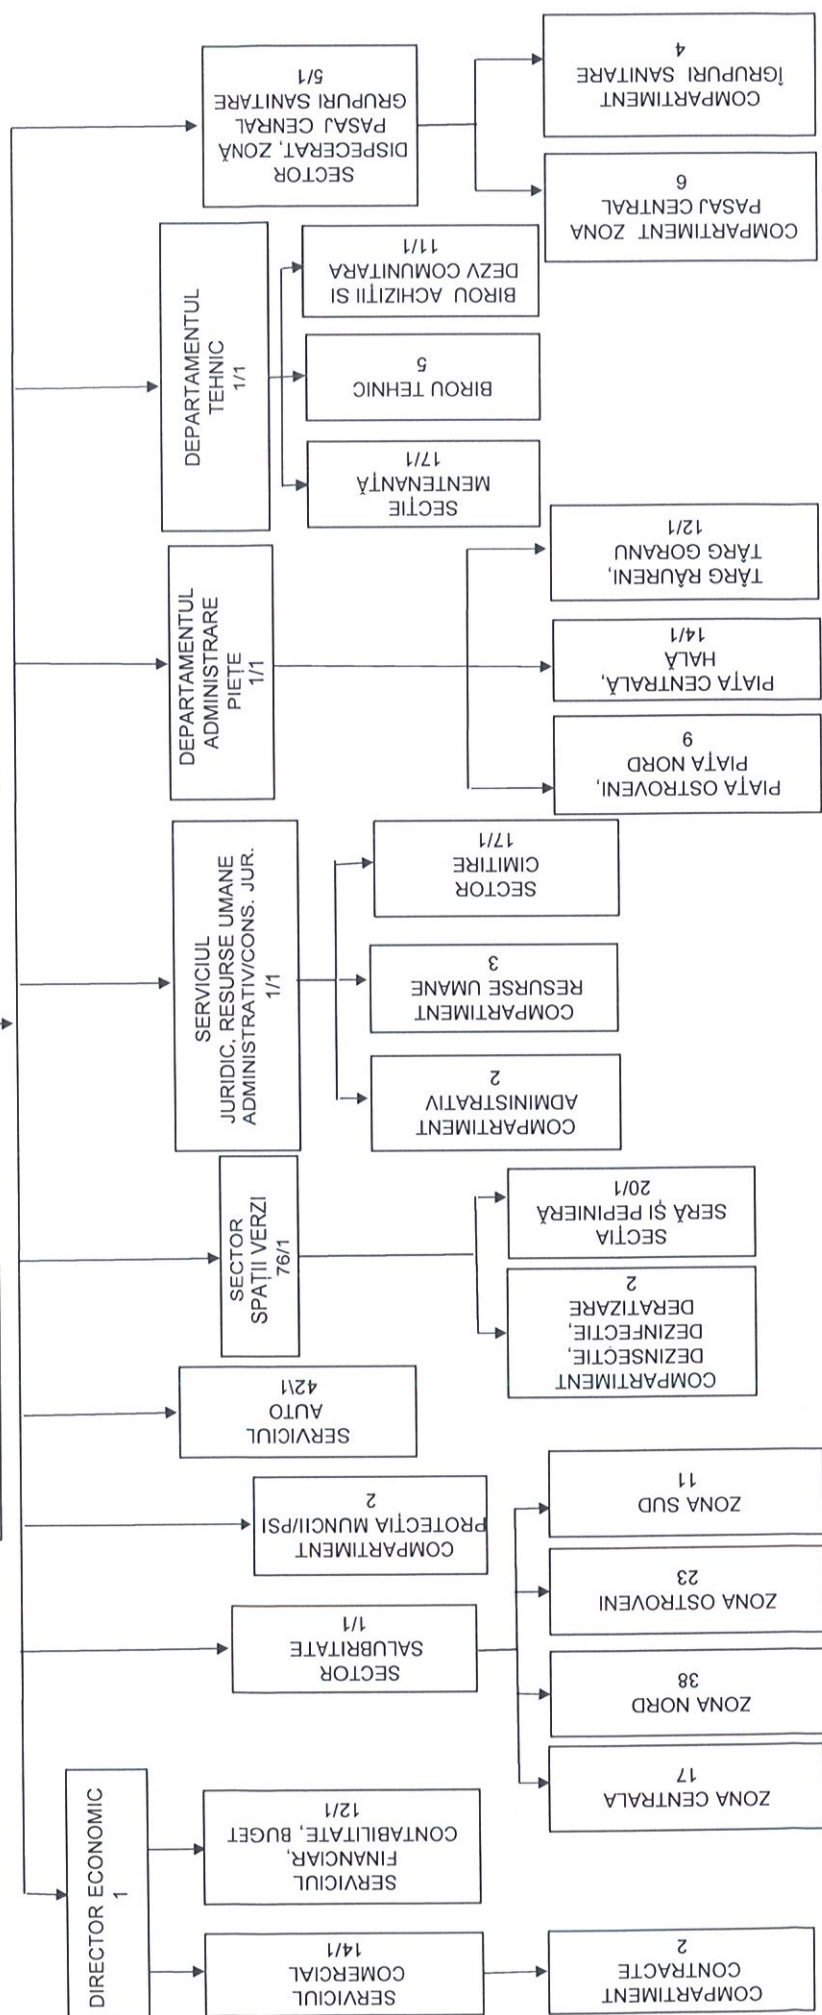 DIRECTOR ECONOMIC
1
SERVICIUL
COMERCIAL
14/1
COMPARTIMENT
CONTRACTE
2
SERVICIUL
FINANCIAR,
CONTABILITATE, BUGET
12/1
SECTOR
SALUBRITATE
1/1
ZONA CENTRALA
17
ZONA NORD
38
ZONA OSTROVENI
23
ZONA SUD
11
COMPARTIMENT
PROTECȚIA MUNCII/PSI
2
SERVICIUL
AUTO
42\1
SECTOR
SPAȚII VERZI
76/1
COMPARTIMENT
DEZINSECȚIE,
DEZINFECTIE,
DERATIZARE
2
SECȚIA
SERĂ ȘI PEPINIERĂ
20/1
SERVICIUL
JURIDIC, RESURSE UMANE
ADMINISTRATIV/CONS. JUR.
1/1
COMPARTIMENT
ADMINISTRATIV
2
COMPARTIMENT
RESURSE UMANE
3
SECTOR
CIMITIRE
17/1
DEPARTAMENTUL
ADMINISTRARE
PIEȚE
1/1
PIAȚA OSTROVENI,
PIAȚA NORD
9
PIAȚA CENTRALĂ,
HALĂ
14/1
TÂRG RÂURENI,
TÂRG GORANU
12/1
DEPARTAMENTUL
TEHNIC
1/1
SECȚIE
MENTENANȚĂ
17/1
BIROU TEHNIC
5
BIROU ACHIZIȚII SI
DEZV COMUNITARA
11/1
SECTOR
DISPECERAT, ZONĂ
PASAJ CENRAL
GRUPURI SANITARE
5/1
COMPARTIMENT ZONA
PASAJ CENTRAL
6
COMPARTIMENT
ÎGRUPURI SANITARE
4